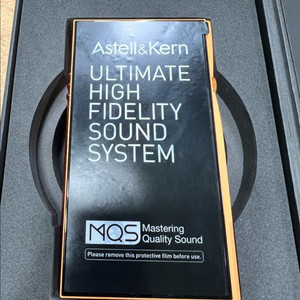 Astell&Kern
ULTIMATE
HIGH
FIDELITY
SOUND
SYSTEM
MQS Mastering
Quality Sound
Please remove this protective film before use.